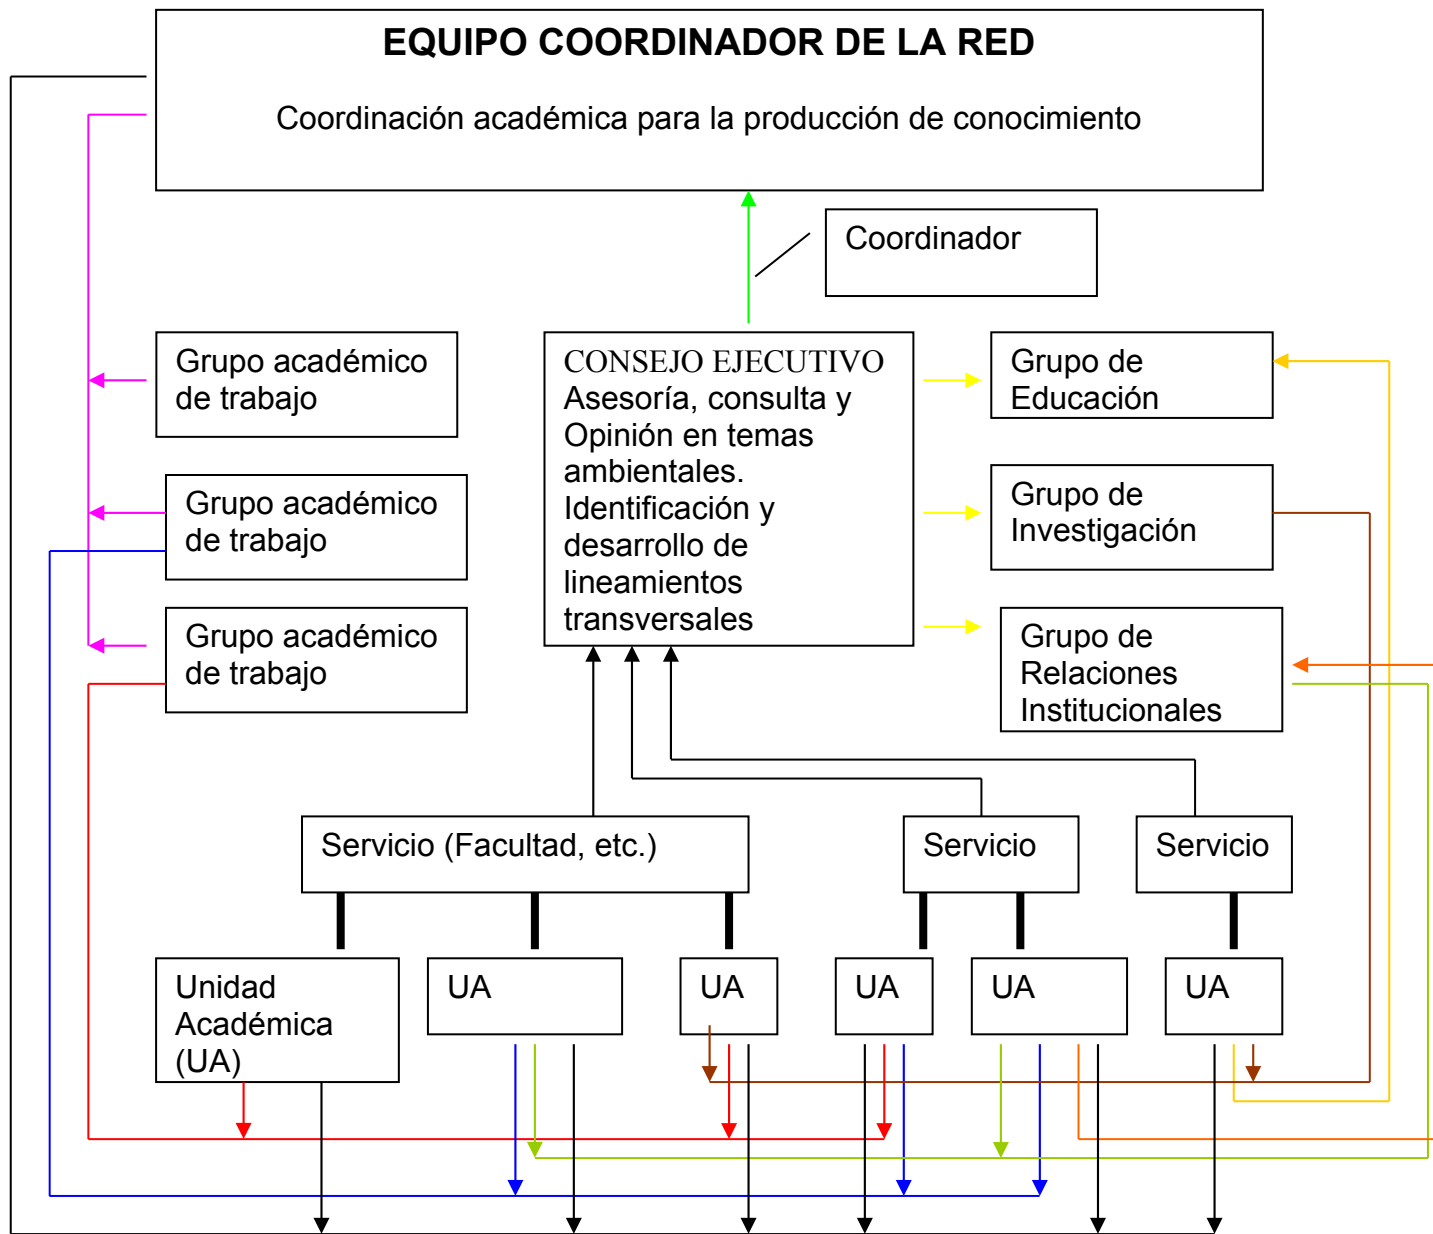 EQUIPO COORDINADOR DE LA RED
Coordinación académica para la producción de conocimiento
Coordinador
Grupo académico
de trabajo
CONSEJO EJECUTIVO
Asesoría, consulta y
Opinión en temas
ambientales.
Identificación y
desarrollo de
lineamientos
transversales
Grupo de
Educación
Grupo académico
de trabajo
Grupo de
Investigación
Grupo académico
de trabajo
Grupo de
Relaciones
Institucionales
Servicio (Facultad, etc.)
Servicio
Servicio
Unidad
Académica
(UA)
UA
UA
UA
UA
UA